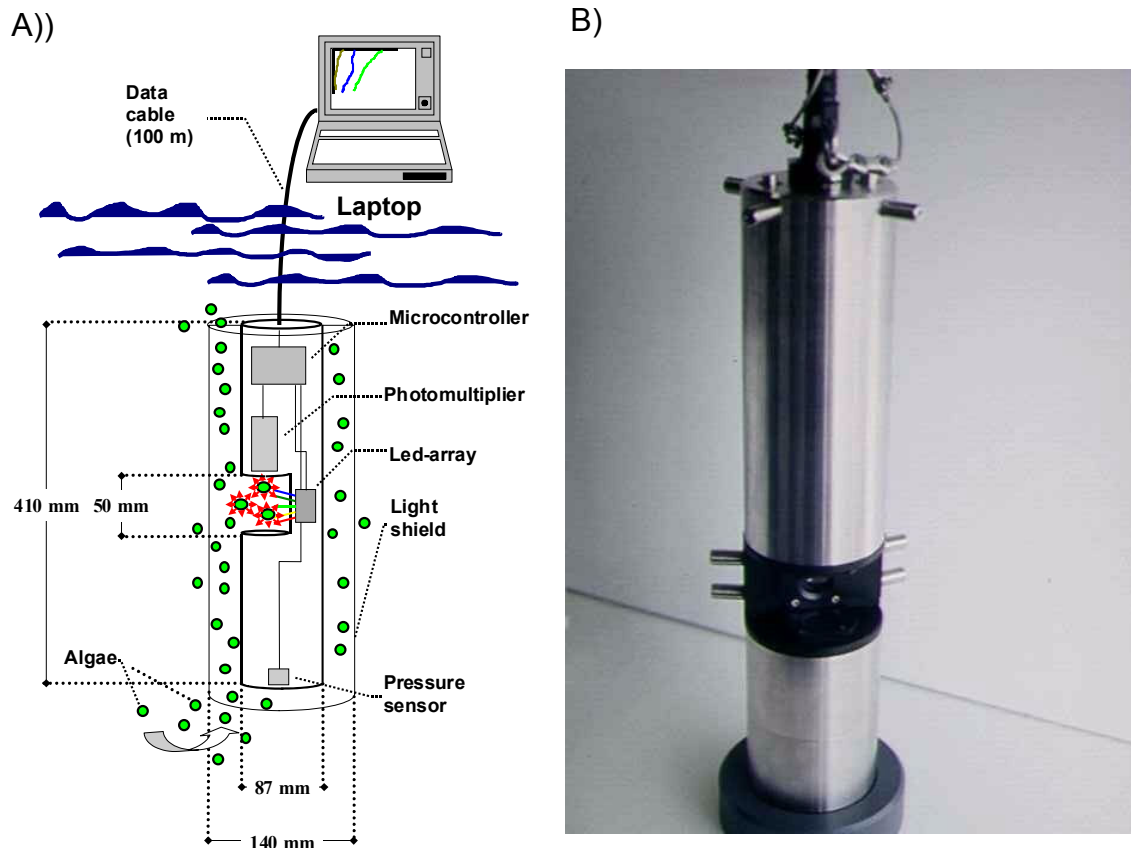 A))
B)
Data
cable
(100 m)
Laptop
Microcontroller
Photomultiplier
Led-array
410 mm
50 mm
Light
shield
Algae
Pressure
sensor
87 mm
140 mm